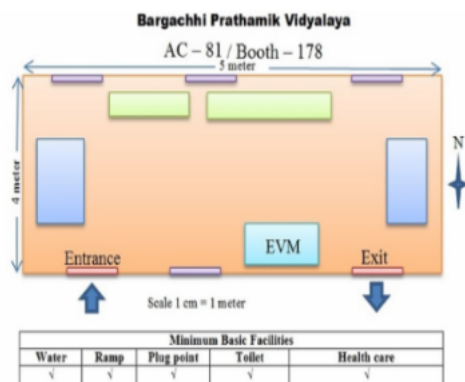 Bargachhi Prathamik Vidyalaya
AC – 81 / Booth – 178
5 meter
4 meter
N
EVM
Entrance
Exit
Scale 1 cm = 1 meter
Minimum Basic Facilities
Water Ramp Plug point Toilet Health care
√ √ √ √ √